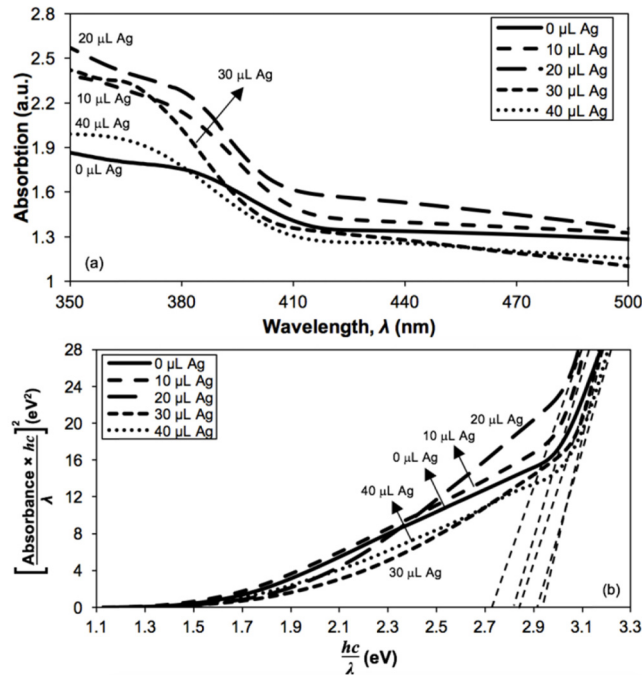 2.8
2.5
2.2
1.9
1.6
1.3
1
Absorbtion (a.u.)
20 µL Ag
10 µL Ag
40 µL Ag
0 µL Ag
30 µL Ag
0 µL Ag
10 µL Ag
20 µL Ag
30 µL Ag
40 µL Ag
(a)
350 380 410 440 470 500
Wavelength, λ (nm)
28
24
20
16
12
8
4
0
[Absorbance × hc / λ]² (eV²)
0 µL Ag
10 µL Ag
20 µL Ag
30 µL Ag
40 µL Ag
20 µL Ag
10 µL Ag
0 µL Ag
40 µL Ag
30 µL Ag
(b)
1.1 1.3 1.5 1.7 1.9 2.1 2.3 2.5 2.7 2.9 3.1 3.3
hc/λ (eV)